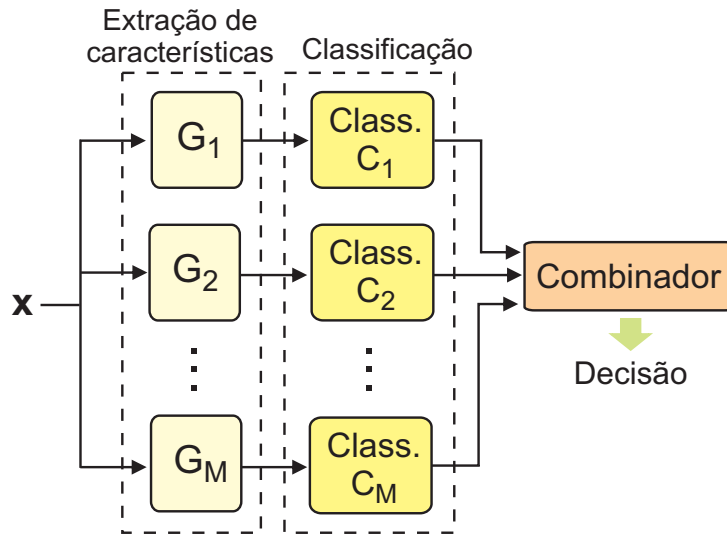 Extração de
características
Classificação
G1
Class.
C1
G2
Class.
C2
x
Combinador
Decisão
GM
Class.
CM